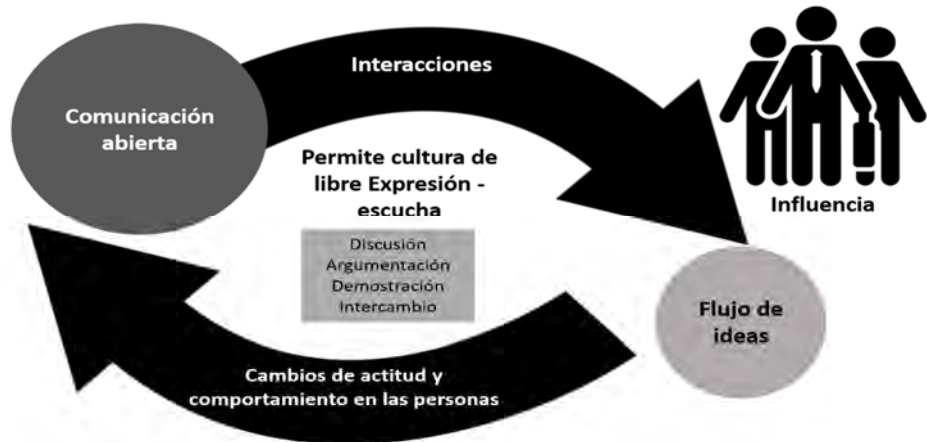 Interacciones
Comunicación
abierta
Permite cultura de
libre Expresión -
escucha
Influencia
Discusión
Argumentación
Demostración
Intercambio
Flujo de
ideas
Cambios de actitud y
comportamiento en las personas